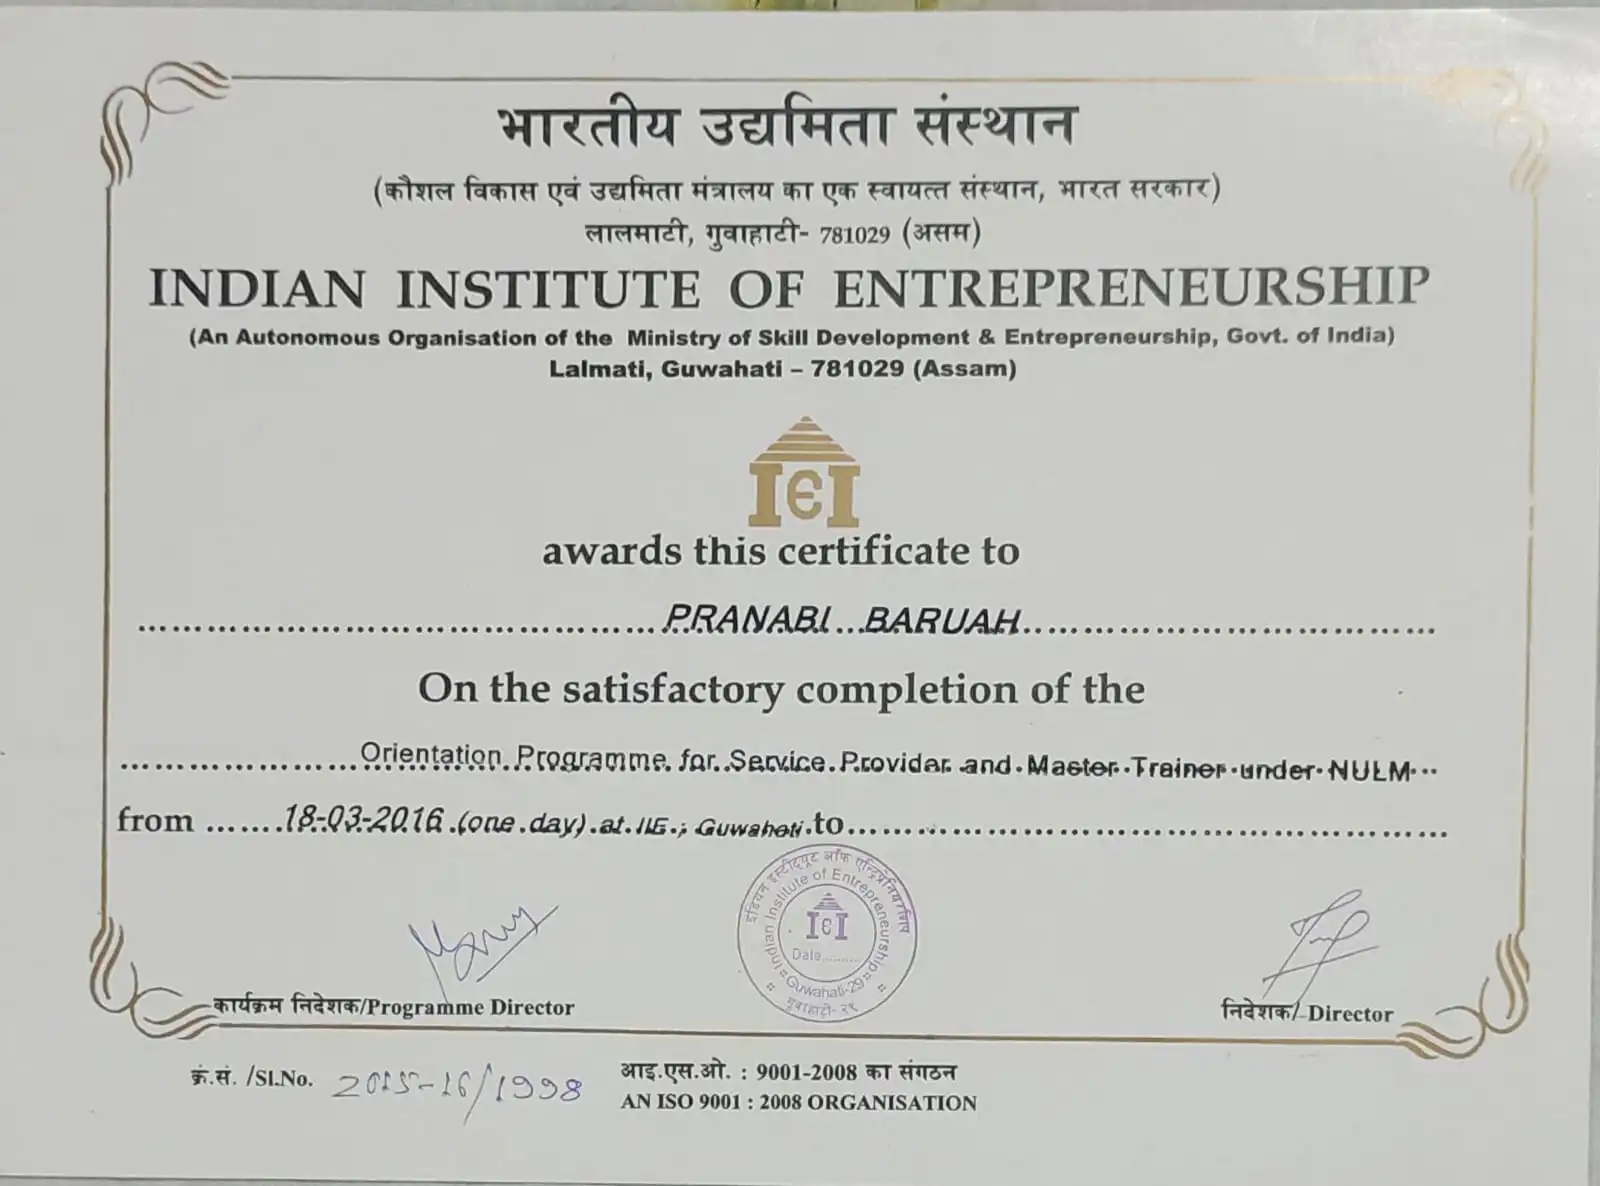 भारतीय उद्यमिता संस्थान
(कौशल विकास एवं उद्यमिता मंत्रालय का एक स्वायत्त संस्थान, भारत सरकार)
लालमाटी, गुवाहाटी- 781029 (असम)
INDIAN INSTITUTE OF ENTREPRENEURSHIP
(An Autonomous Organisation of the Ministry of Skill Development & Entrepreneurship, Govt. of India)
Lalmati, Guwahati – 781029 (Assam)
IEI
awards this certificate to
PRANABI BARUAH
On the satisfactory completion of the
Orientation Programme for Service Provider and Master Trainer under NULM
from 18-03-2016 (one day) at IIE, Guwahati to
इंडियन इंस्टीट्यूट ऑफ एन्ट्रिप्रेनियरशिप
Indian Institute of Entrepreneurship
IEI
Date
Guwahati-29
गुवाहाटी- २९
कार्यक्रम निदेशक/Programme Director
निदेशक/ Director
क्रं.सं. /Sl.No. 2015-16/1998
आइ.एस.ओ. : 9001-2008 का संगठन
AN ISO 9001 : 2008 ORGANISATION